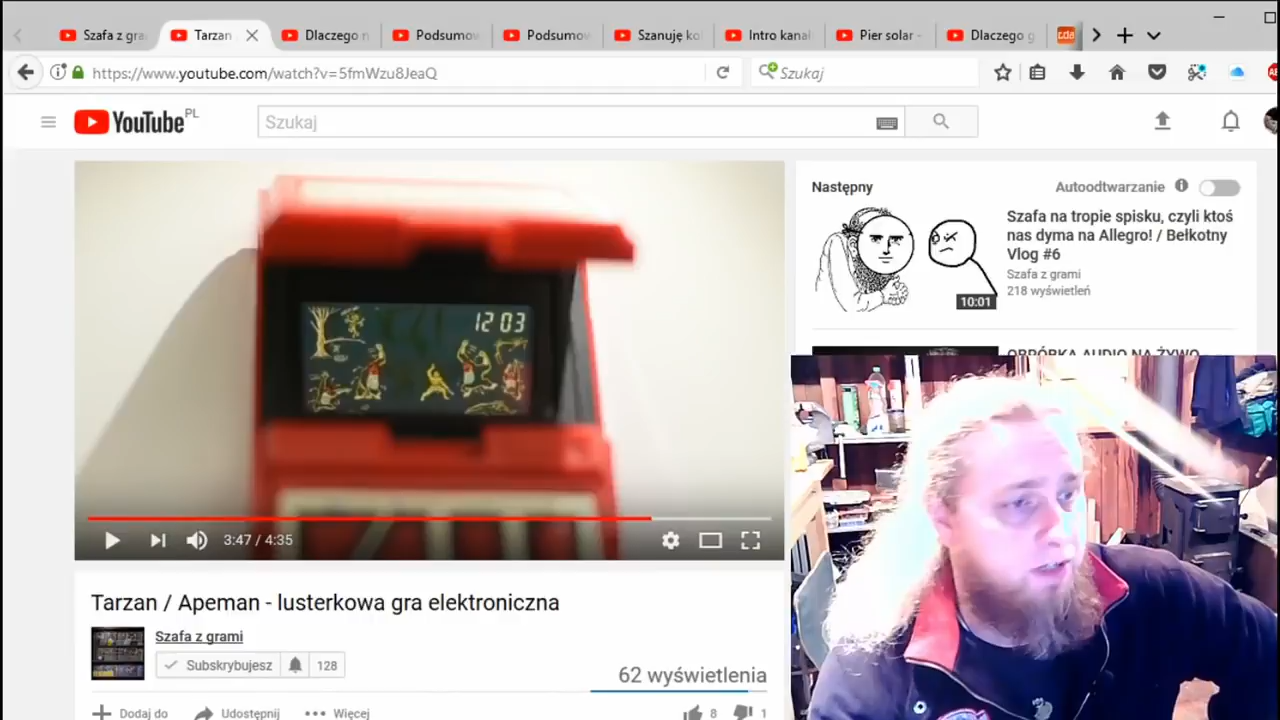 Szafa z gra
Tarzan
Dlaczego n
Podsumow
Podsumow
Szanuję ko
Intro kanał
Pier solar -
Dlaczego g
cda
https://www.youtube.com/watch?v=5fmWzu8JeaQ
Szukaj
YouTube PL
Szukaj
12 03
3:47 / 4:35
Następny
Autoodtwarzanie
Szafa na tropie spisku, czyli ktoś
nas dyma na Allegro! / Bełkotny
Vlog #6
Szafa z grami
218 wyświetleń
10:01
OBRÓBKA AUDIO NA ŻYWO
Tarzan / Apeman - lusterkowa gra elektroniczna
Szafa z grami
Subskrybujesz 128
62 wyświetlenia
Dodaj do
Udostępnij
Więcej
8
1